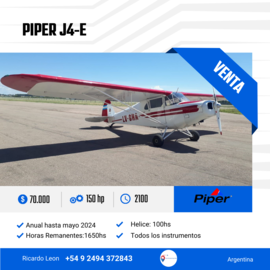 PIPER J4-E
VENTA
70.000
150 hp
2100
Piper
Anual hasta mayo 2024
Helice: 100hs
Horas Remanentes:1650hs
Todos los instrumentos
Ricardo Leon
+54 9 2494 372843
Argentina